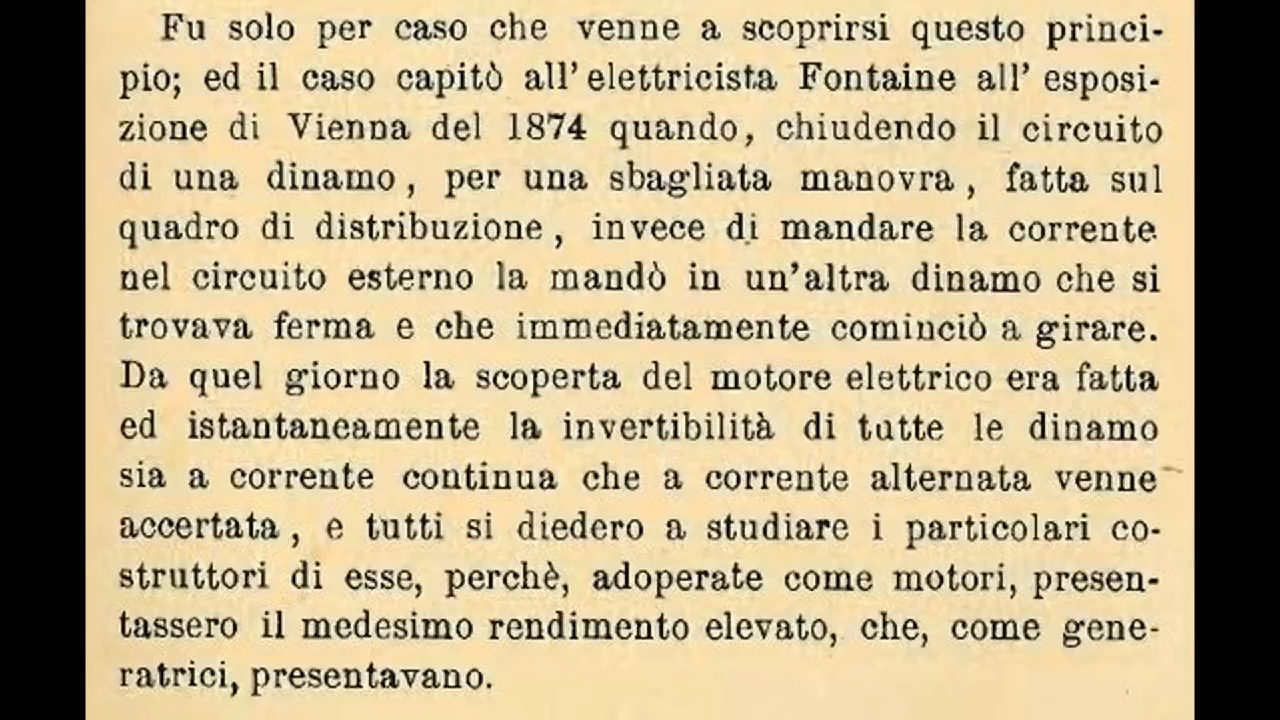 Fu solo per caso che venne a scoprirsi questo princi-
pio; ed il caso capitò all' elettricista Fontaine all' esposi-
zione di Vienna del 1874 quando, chiudendo il circuito
di una dinamo, per una sbagliata manovra, fatta sul
quadro di distribuzione, invece di mandare la corrente
nel circuito esterno la mandò in un'altra dinamo che si
trovava ferma e che immediatamente cominciò a girare.
Da quel giorno la scoperta del motore elettrico era fatta
ed istantaneamente la invertibilità di tutte le dinamo
sia a corrente continua che a corrente alternata venne
accertata, e tutti si diedero a studiare i particolari co-
struttori di esse, perchè, adoperate come motori, presen-
tassero il medesimo rendimento elevato, che, come gene-
ratrici, presentavano.